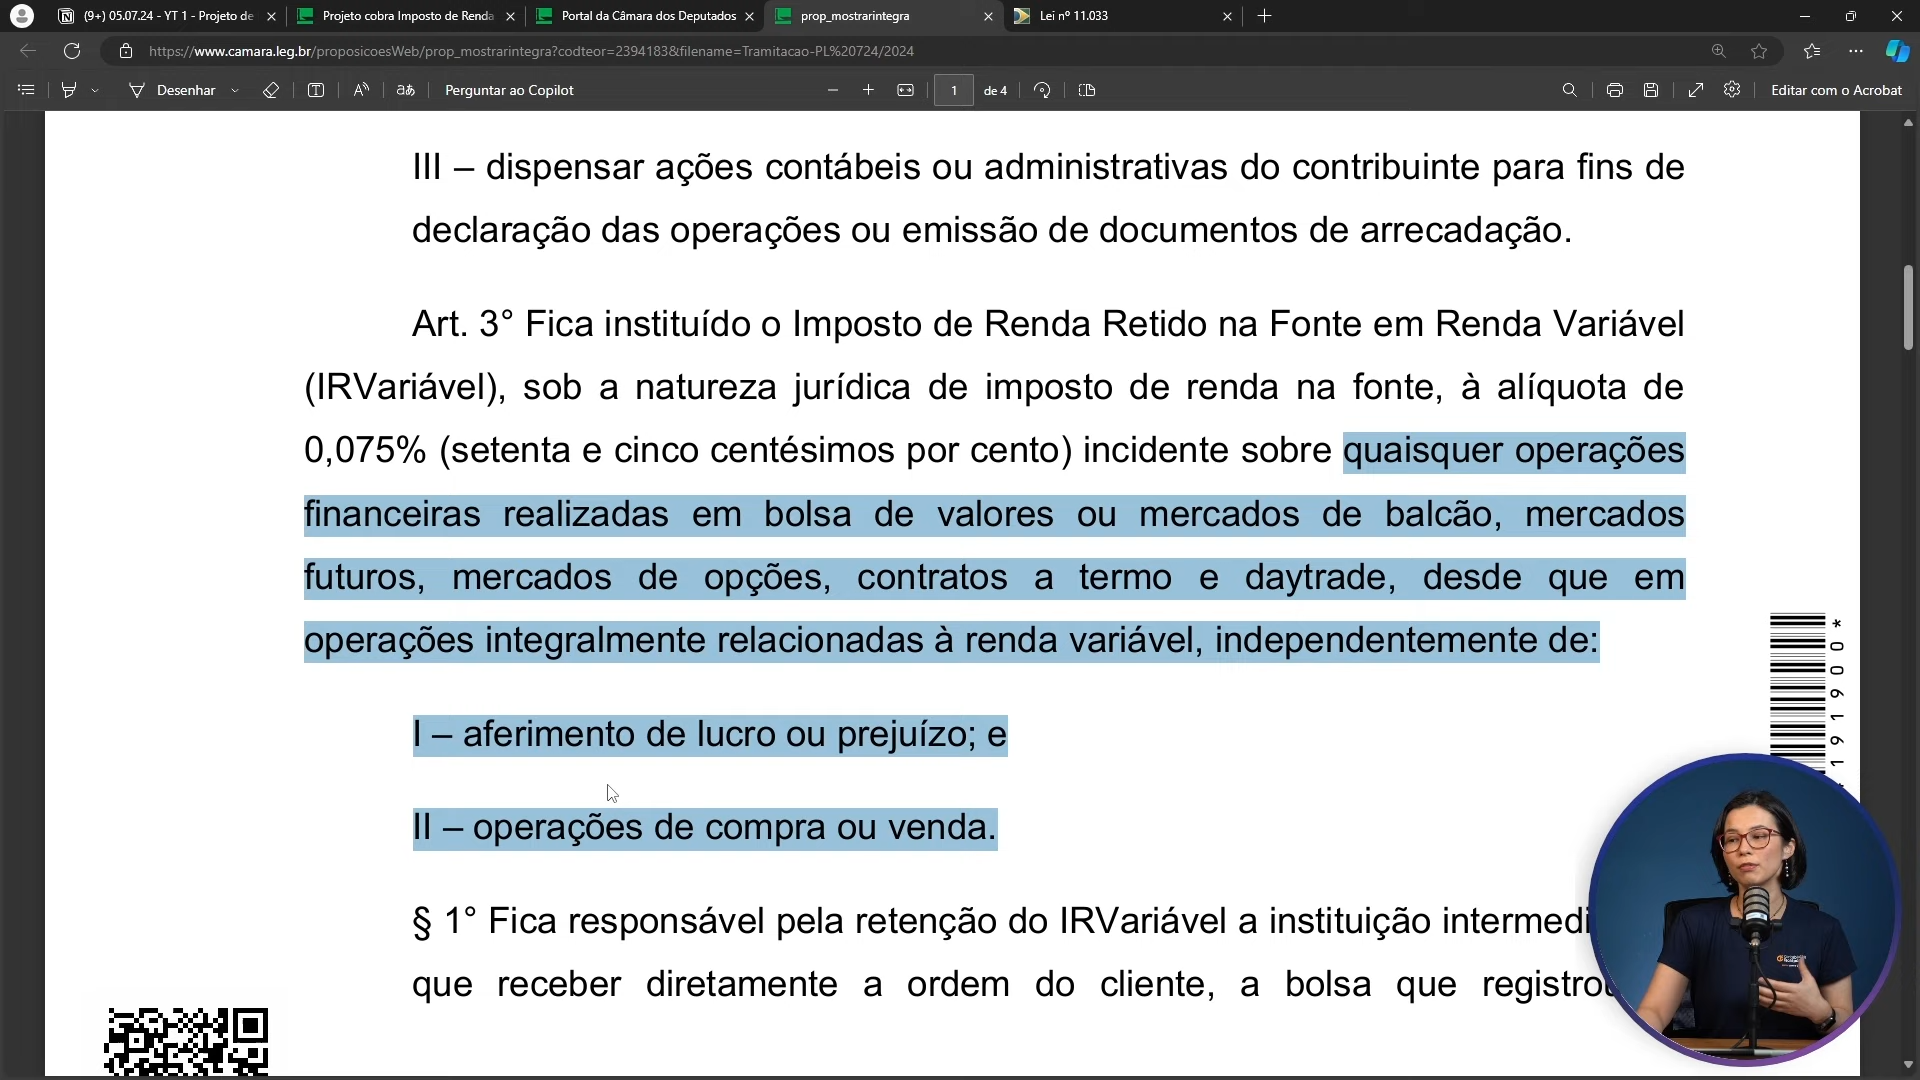 (9+) 05.07.24 - YT 1 - Projeto de
Projeto cobra Imposto de Renda
Portal da Câmara dos Deputados
prop_mostrarintegra
Lei nº 11.033
https://www.camara.leg.br/proposicoesWeb/prop_mostrarintegra?codteor=2394183&filename=Tramitacao-PL%20724/2024
Desenhar
aあ
Perguntar ao Copilot
1 de 4
Editar com o Acrobat
III – dispensar ações contábeis ou administrativas do contribuinte para fins de
declaração das operações ou emissão de documentos de arrecadação.
Art. 3° Fica instituído o Imposto de Renda Retido na Fonte em Renda Variável
(IRVariável), sob a natureza jurídica de imposto de renda na fonte, à alíquota de
0,075% (setenta e cinco centésimos por cento) incidente sobre quaisquer operações
financeiras realizadas em bolsa de valores ou mercados de balcão, mercados
futuros, mercados de opções, contratos a termo e daytrade, desde que em
operações integralmente relacionadas à renda variável, independentemente de:
I – aferimento de lucro ou prejuízo; e
II – operações de compra ou venda.
§ 1° Fica responsável pela retenção do IRVariável a instituição intermedi
que receber diretamente a ordem do cliente, a bolsa que registro
191900*